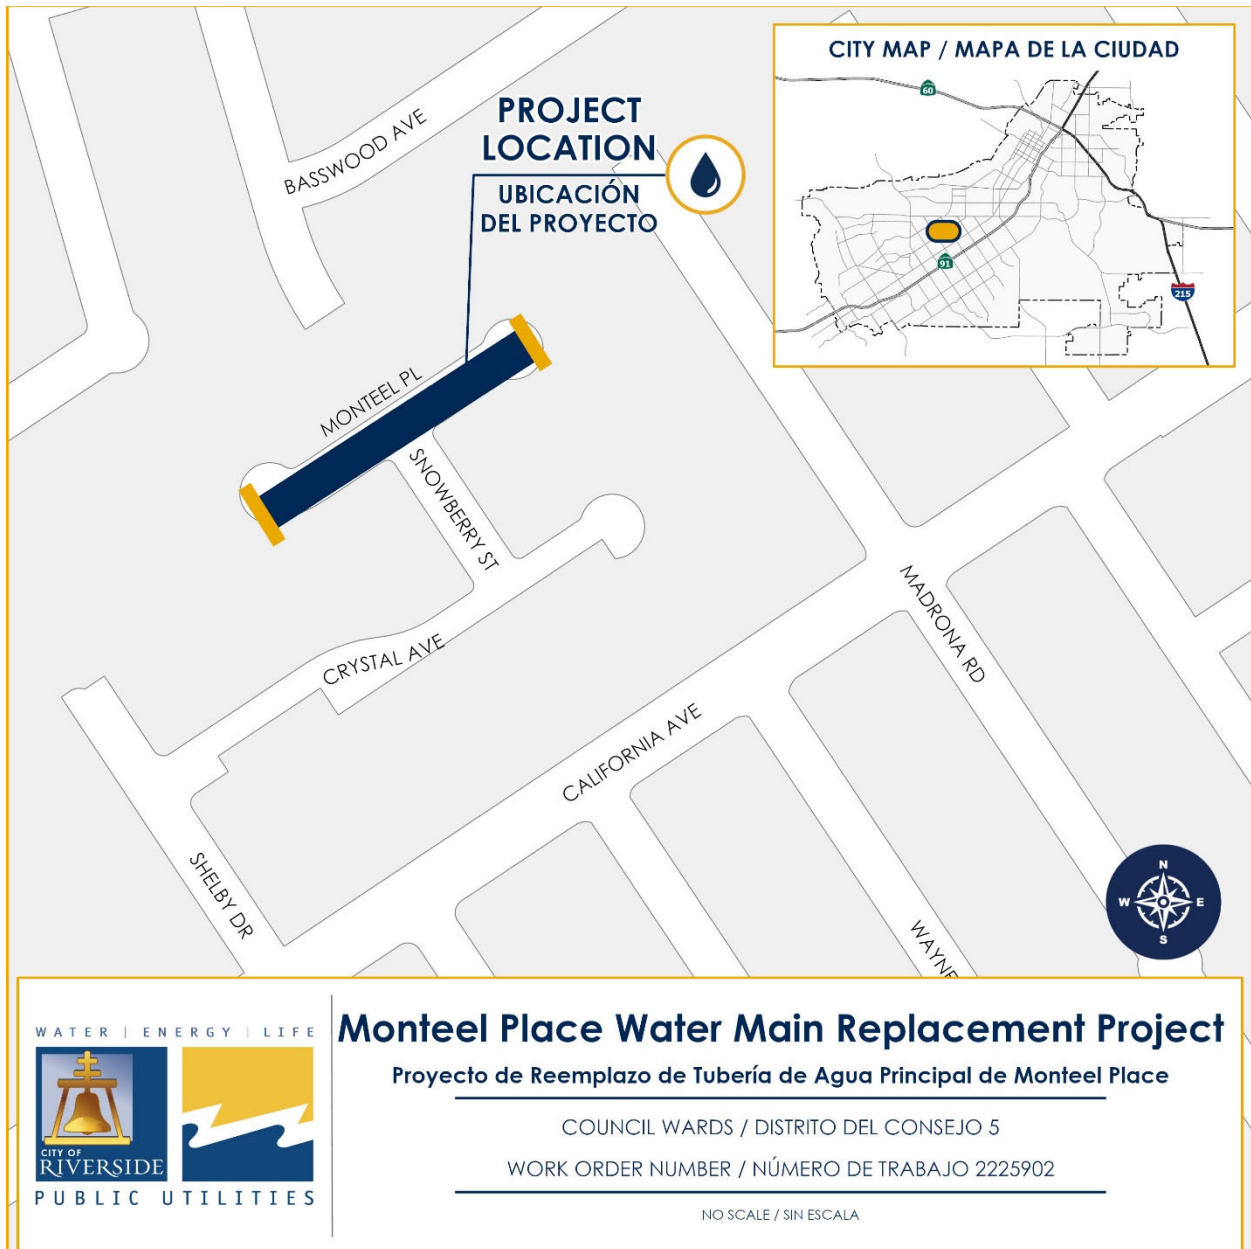 CITY MAP / MAPA DE LA CIUDAD
60
91
215
PROJECT
LOCATION
UBICACIÓN
DEL PROYECTO
BASSWOOD AVE
MONTEEL PL
SNOWBERRY ST
CRYSTAL AVE
MADRONA RD
CALIFORNIA AVE
SHELBY DR
N
W E
S
WATER | ENERGY | LIFE
CITY OF
RIVERSIDE
PUBLIC UTILITIES
Monteel Place Water Main Replacement Project
Proyecto de Reemplazo de Tubería de Agua Principal de Monteel Place
COUNCIL WARDS / DISTRITO DEL CONSEJO 5
WORK ORDER NUMBER / NÚMERO DE TRABAJO 2225902
NO SCALE / SIN ESCALA